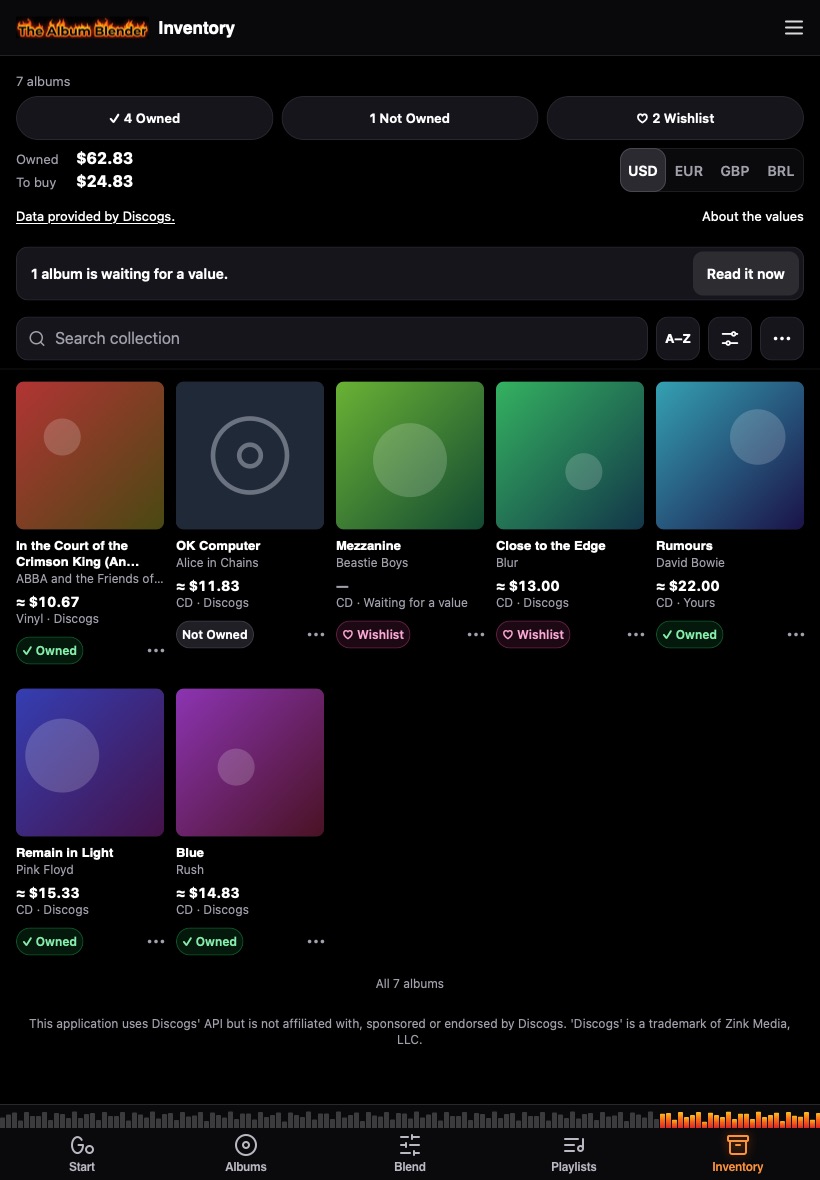 The Album Blender Inventory
7 albums
✓ 4 Owned
1 Not Owned
♡ 2 Wishlist
Owned $62.83
To buy $24.83
USD EUR GBP BRL
Data provided by Discogs.
About the values
1 album is waiting for a value.
Read it now
Search collection
A–Z
In the Court of the
Crimson King (An...
ABBA and the Friends of...
≈ $10.67
Vinyl · Discogs
✓ Owned
OK Computer
Alice in Chains
≈ $11.83
CD · Discogs
Not Owned
Mezzanine
Beastie Boys
—
CD · Waiting for a value
♡ Wishlist
Close to the Edge
Blur
≈ $13.00
CD · Discogs
♡ Wishlist
Rumours
David Bowie
≈ $22.00
CD · Yours
✓ Owned
Remain in Light
Pink Floyd
≈ $15.33
CD · Discogs
✓ Owned
Blue
Rush
≈ $14.83
CD · Discogs
✓ Owned
All 7 albums
This application uses Discogs' API but is not affiliated with, sponsored or endorsed by Discogs. 'Discogs' is a trademark of Zink Media,
LLC.
Go
Start
Albums
Blend
Playlists
Inventory